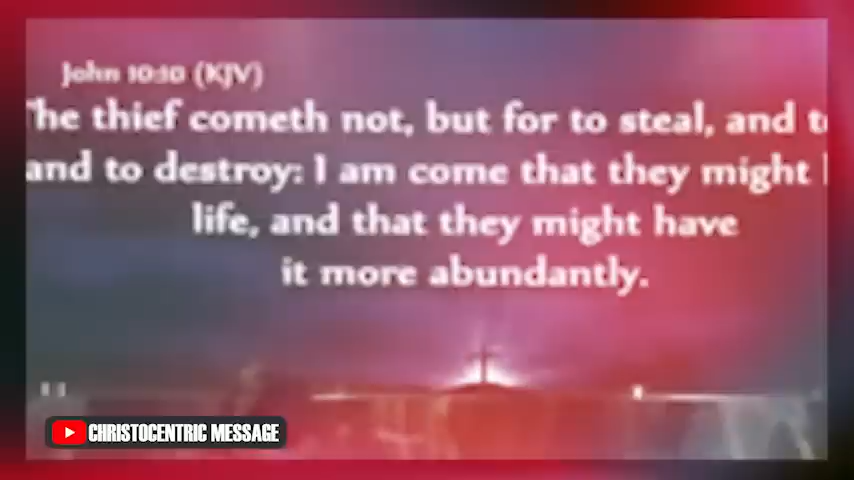 John 10:10 (KJV)
The thief cometh not, but for to steal, and t
and to destroy: I am come that they might
life, and that they might have
it more abundantly.
CHRISTOCENTRIC MESSAGE